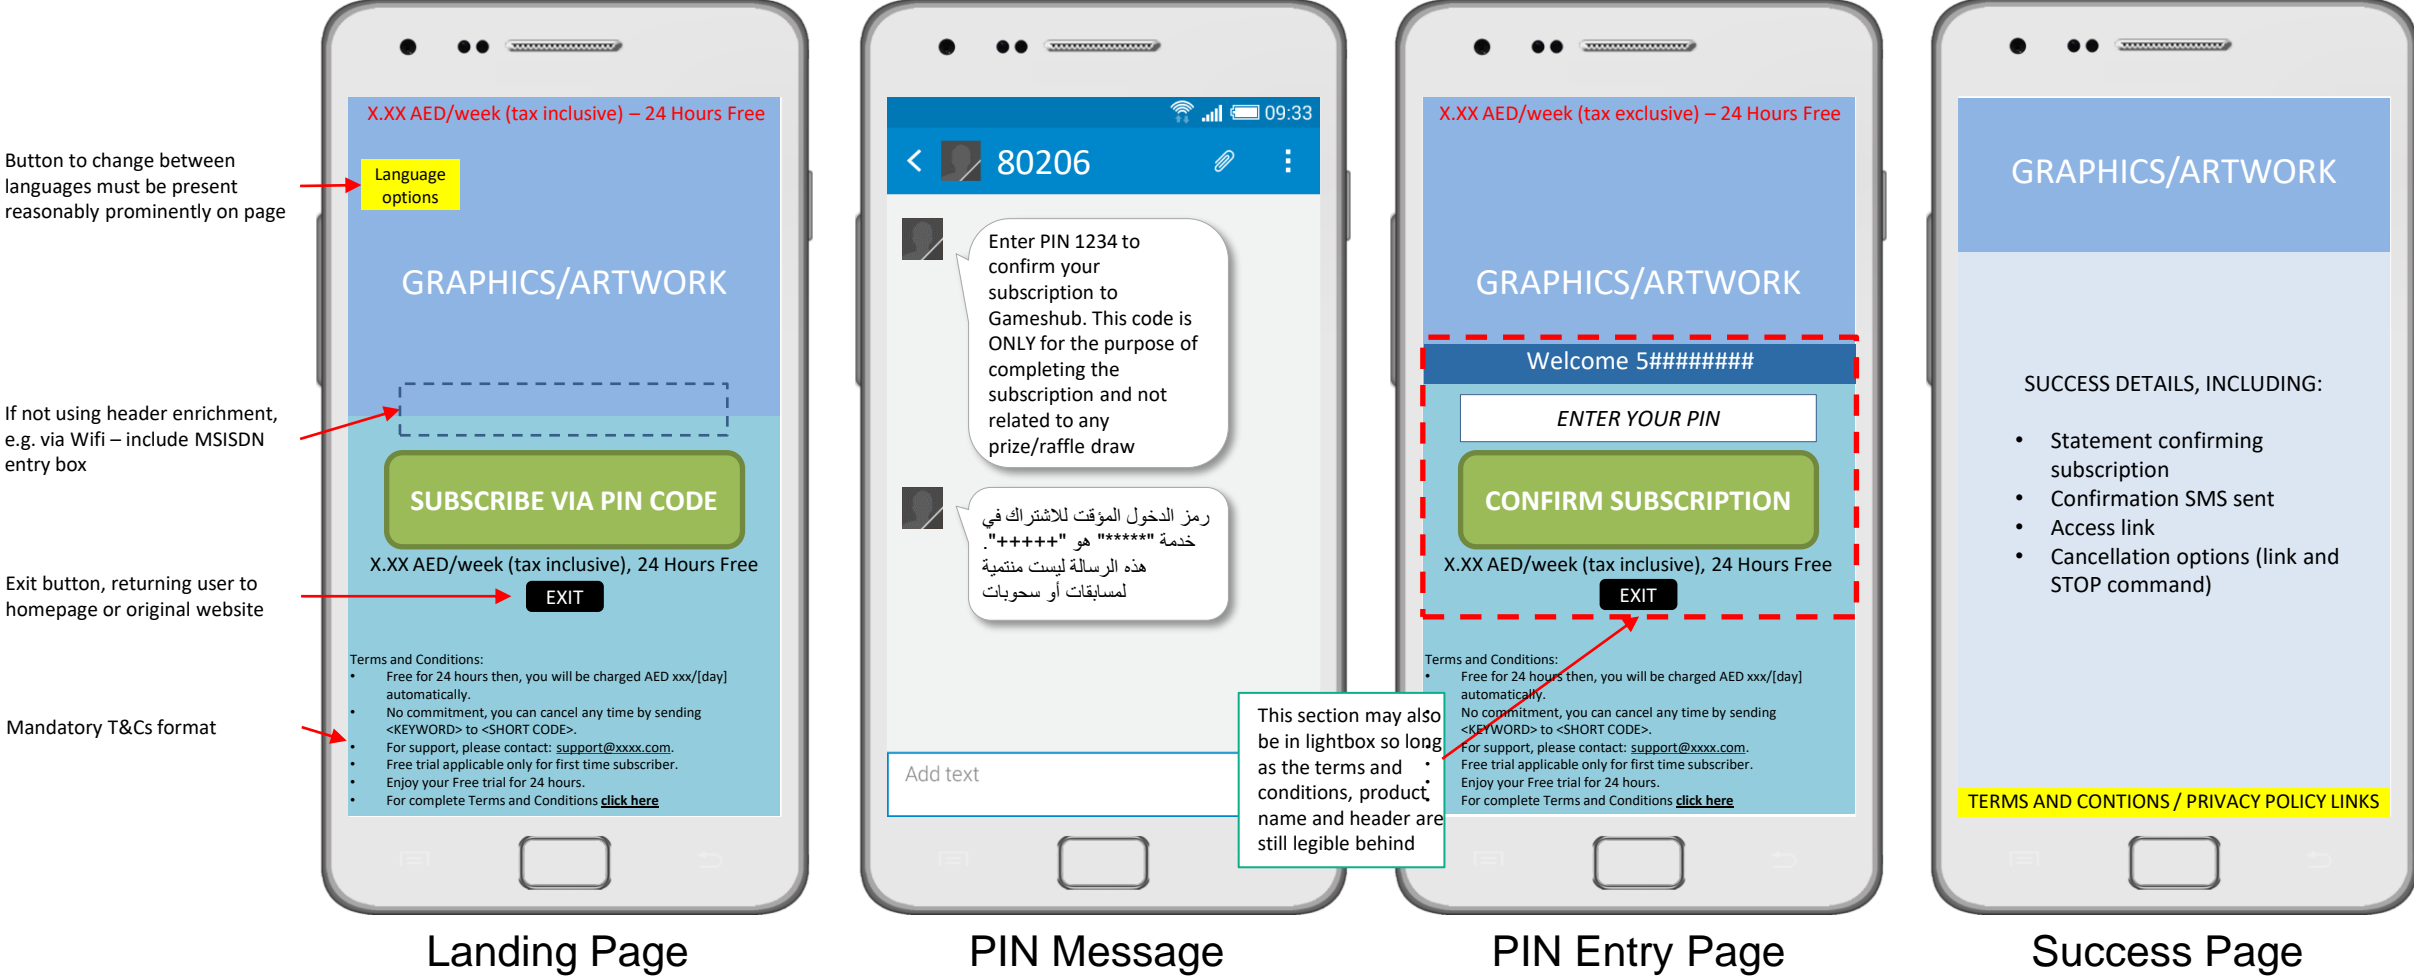 Button to change between
languages must be present
reasonably prominently on page
If not using header enrichment,
e.g. via Wifi – include MSISDN
entry box
Exit button, returning user to
homepage or original website
Mandatory T&Cs format
X.XX AED/week (tax inclusive) – 24 Hours Free
Language
options
GRAPHICS/ARTWORK
SUBSCRIBE VIA PIN CODE
X.XX AED/week (tax inclusive), 24 Hours Free
EXIT
Terms and Conditions:
• Free for 24 hours then, you will be charged AED xxx/[day]
automatically.
• No commitment, you can cancel any time by sending
<KEYWORD> to <SHORT CODE>.
• For support, please contact: support@xxxx.com.
• Free trial applicable only for first time subscriber.
• Enjoy your Free trial for 24 hours.
• For complete Terms and Conditions click here
Landing Page
09:33
80206
Enter PIN 1234 to
confirm your
subscription to
Gameshub. This code is
ONLY for the purpose of
completing the
subscription and not
related to any
prize/raffle draw
رمز الدخول المؤقت للاشتراك في
خدمة "*****" هو "+++++".
هذه الرسالة ليست منتمية
لمسابقات أو سحوبات
Add text
PIN Message
X.XX AED/week (tax exclusive) – 24 Hours Free
GRAPHICS/ARTWORK
Welcome 5########
ENTER YOUR PIN
CONFIRM SUBSCRIPTION
X.XX AED/week (tax inclusive), 24 Hours Free
EXIT
Terms and Conditions:
• Free for 24 hours then, you will be charged AED xxx/[day]
automatically.
• No commitment, you can cancel any time by sending
<KEYWORD> to <SHORT CODE>.
• For support, please contact: support@xxxx.com.
• Free trial applicable only for first time subscriber.
• Enjoy your Free trial for 24 hours.
• For complete Terms and Conditions click here
This section may also
be in lightbox so long
as the terms and
conditions, product
name and header are
still legible behind
PIN Entry Page
GRAPHICS/ARTWORK
SUCCESS DETAILS, INCLUDING:
• Statement confirming
subscription
• Confirmation SMS sent
• Access link
• Cancellation options (link and
STOP command)
TERMS AND CONTIONS / PRIVACY POLICY LINKS
Success Page